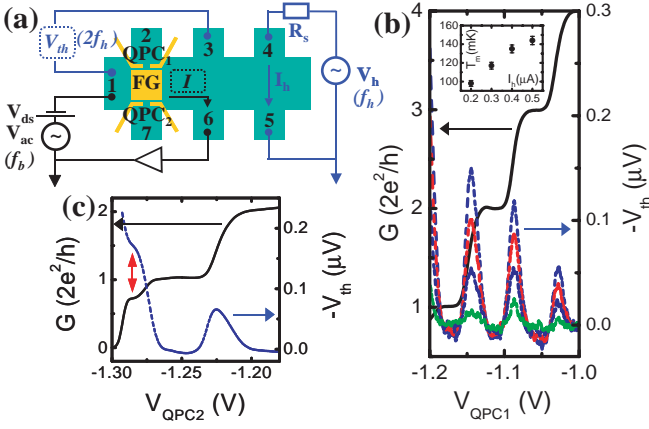 (a)
V_th (2f_h)
2
QPC_1
3
4
R_s
1
FG
I
I_h
V_h
(f_h)
V_ds
V_ac
(f_b)
QPC_2
7
6
5
(b)
G (2e²/h)
4
3
2
1
-1.2
-1.1
-1.0
V_QPC1 (V)
0.3
0.2
0.1
0.0
-V_th (µV)
T_m (mK)
160
140
120
100
0.2 0.3 0.4 0.5
I_h(µA)
(c)
G (2e²/h)
2
1
0
-1.30
-1.25
-1.20
V_QPC2 (V)
0.2
0.1
0.0
-V_th (µV)